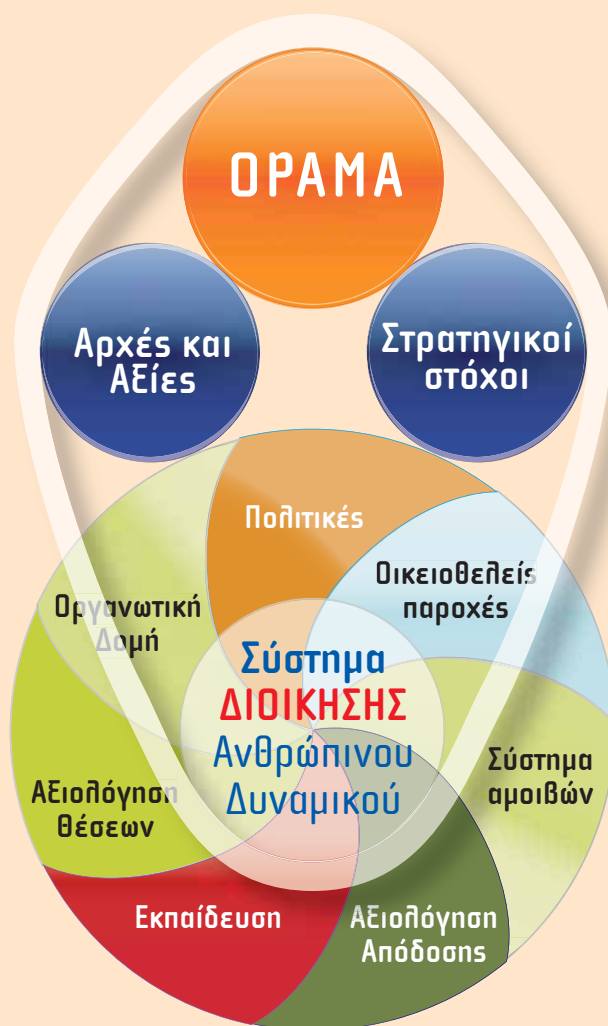 ΟΡΑΜΑ
Αρχές και
Αξίες
Στρατηγικοί
στόχοι
Πολιτικές
Οικειοθελείς
παροχές
Οργανωτική
Δομή
Σύστημα
ΔΙΟΙΚΗΣΗΣ
Ανθρώπινου
Δυναμικού
Σύστημα
αμοιβών
Αξιολόγηση
θέσεων
Εκπαίδευση
Αξιολόγηση
Απόδοσης